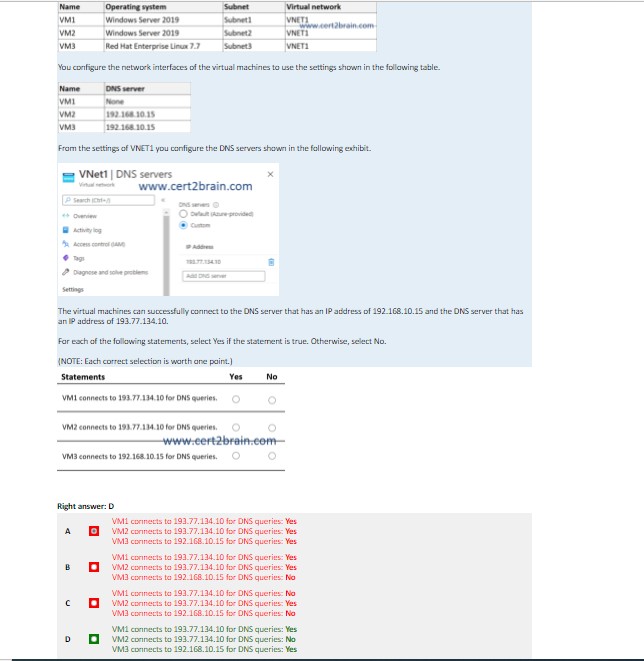 Name Operating system Subnet Virtual network
VM1 Windows Server 2019 Subnet1 VNET1
www.cert2brain.com
VM2 Windows Server 2019 Subnet2 VNET1
VM3 Red Hat Enterprise Linux 7.7 Subnet3 VNET1
You configure the network interfaces of the virtual machines to use the settings shown in the following table.
Name DNS server
VM1 None
VM2 192.168.10.15
VM3 192.168.10.15
From the settings of VNET1 you configure the DNS servers shown in the following exhibit.
VNet1 | DNS servers
Virtual network
www.cert2brain.com
Search (Ctrl+/)
DNS servers
Overview
Default (Azure-provided)
Activity log
Custom
Access control (IAM)
IP Address
Tags
193.77.134.10
Diagnose and solve problems
Add DNS server
Settings
The virtual machines can successfully connect to the DNS server that has an IP address of 192.168.10.15 and the DNS server that has
an IP address of 193.77.134.10.
For each of the following statements, select Yes if the statement is true. Otherwise, select No.
(NOTE: Each correct selection is worth one point.)
Statements Yes No
VM1 connects to 193.77.134.10 for DNS queries.
VM2 connects to 193.77.134.10 for DNS queries.
www.cert2brain.com
VM3 connects to 192.168.10.15 for DNS queries.
Right answer: D
VM1 connects to 193.77.134.10 for DNS queries: Yes
A VM2 connects to 193.77.134.10 for DNS queries: Yes
VM3 connects to 192.168.10.15 for DNS queries: Yes
VM1 connects to 193.77.134.10 for DNS queries: Yes
B VM2 connects to 193.77.134.10 for DNS queries: Yes
VM3 connects to 192.168.10.15 for DNS queries: No
VM1 connects to 193.77.134.10 for DNS queries: No
C VM2 connects to 193.77.134.10 for DNS queries: Yes
VM3 connects to 192.168.10.15 for DNS queries: No
VM1 connects to 193.77.134.10 for DNS queries: Yes
D VM2 connects to 193.77.134.10 for DNS queries: No
VM3 connects to 192.168.10.15 for DNS queries: Yes